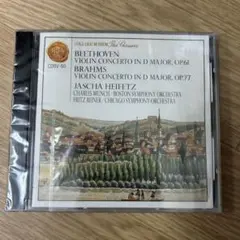 BEETHOVEN
VIOLIN CONCERTO IN D MAJOR, OP.61
BRAHMS
VIOLIN CONCERTO IN D MAJOR, OP.77
JASCHA HEIFETZ
CHARLES MUNCH · BOSTON SYMPHONY ORCHESTRA
FRITZ REINER · CHICAGO SYMPHONY ORCHESTRA